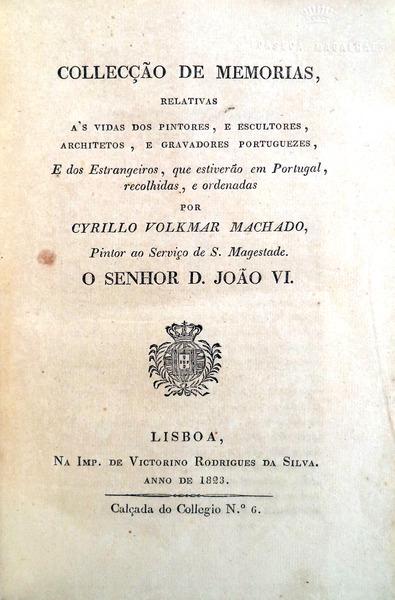 COLLECÇÃO DE MEMORIAS,
RELATIVAS
A'S VIDAS DOS PINTORES, E ESCULTORES,
ARCHITETOS, E GRAVADORES PORTUGUEZES,
E dos Estrangeiros, que estiverão em Portugal,
recolhidas, e ordenadas
POR
CYRILLO VOLKMAR MACHADO,
Pintor ao Serviço de S. Magestade.
O SENHOR D. JOÃO VI.
LISBOA,
NA IMP. DE VICTORINO RODRIGUES DA SILVA.
ANNO DE 1823.
Calçada do Collegio N.º 6.